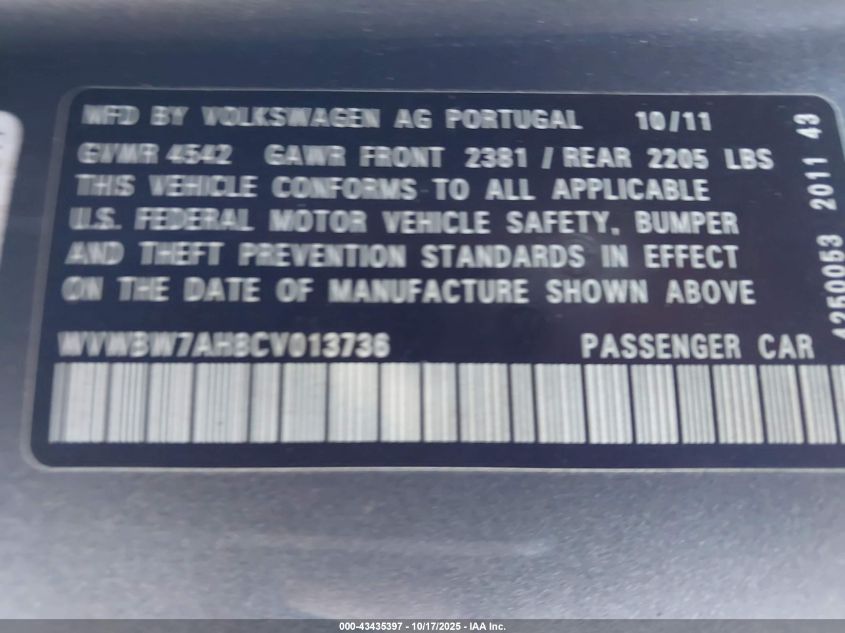 MFD BY VOLKSWAGEN AG PORTUGAL 10/11
GVWR 4542 GAWR FRONT 2381 / REAR 2205 LBS
THIS VEHICLE CONFORMS TO ALL APPLICABLE
U.S. FEDERAL MOTOR VEHICLE SAFETY, BUMPER
AND THEFT PREVENTION STANDARDS IN EFFECT
ON THE DATE OF MANUFACTURE SHOWN ABOVE
WVWBW7AH8CV013736 PASSENGER CAR
4250053 2011 43
000-43435397 - 10/17/2025 - IAA Inc.